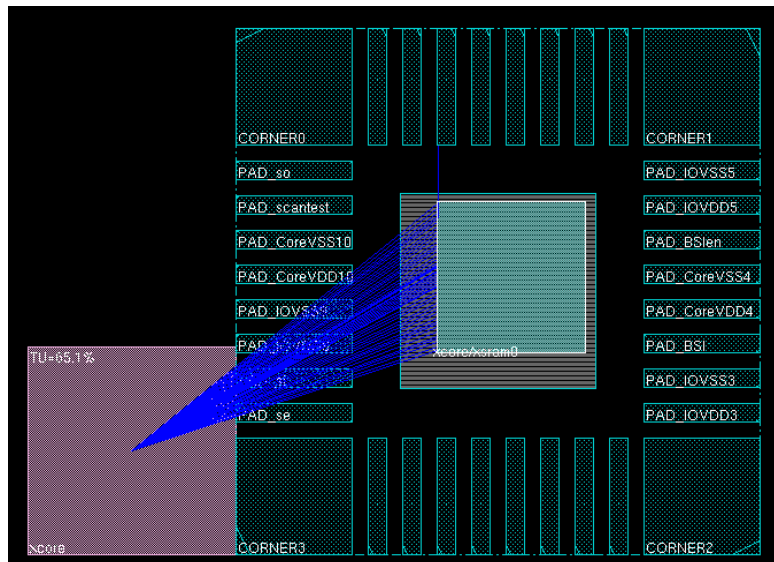 CORNER0
CORNER1
PAD_so
PAD_IOVSS5
PAD_scantest
PAD_IOVDD5
PAD_CoreVSS10
PAD_BSIen
PAD_CoreVDD10
PAD_CoreVSS4
PAD_CoreVDD4
xcore/xsram0
PAD_BSI
TU=65.1%
PAD_IOVSS3
PAD_se
PAD_IOVDD3
xcore
CORNER3
CORNER2